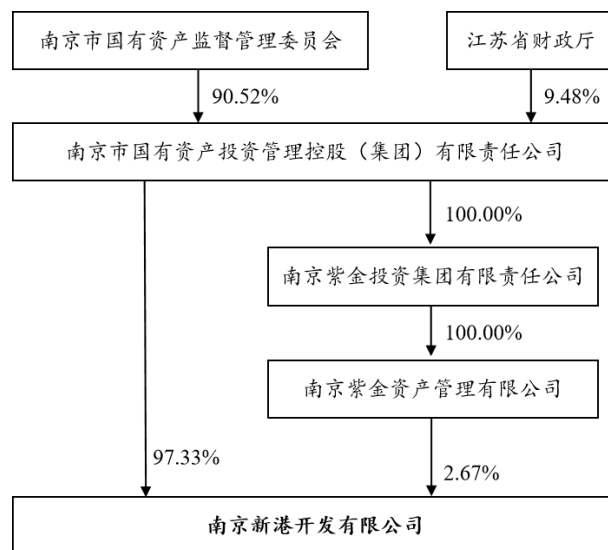 南京市国有资产监督管理委员会
江苏省财政厅
90.52%
9.48%
南京市国有资产投资管理控股（集团）有限责任公司
100.00%
南京紫金投资集团有限责任公司
100.00%
南京紫金资产管理有限公司
97.33%
2.67%
南京新港开发有限公司